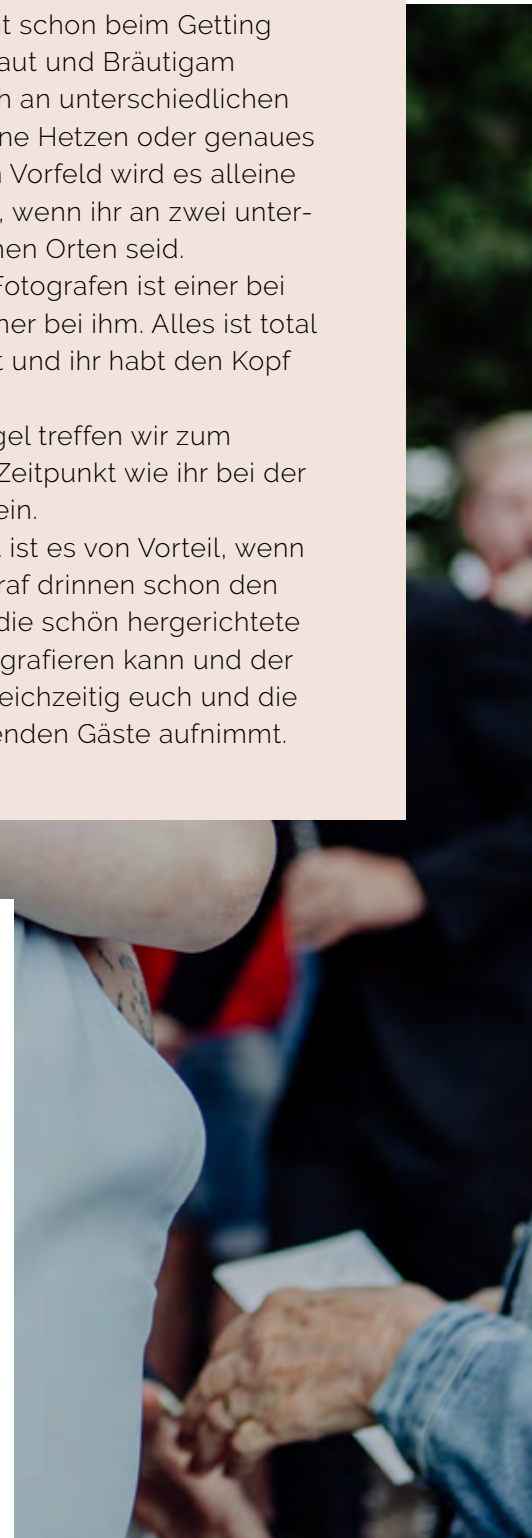 t schon beim Getting
aut und Bräutigam
h an unterschiedlichen
ne Hetzen oder genaues
n Vorfeld wird es alleine
, wenn ihr an zwei unter-
hen Orten seid.
Fotografen ist einer bei
ner bei ihm. Alles ist total
t und ihr habt den Kopf
gel treffen wir zum
Zeitpunkt wie ihr bei der
ein.
t ist es von Vorteil, wenn
raf drinnen schon den
die schön hergerichtete
grafieren kann und der
eichzeitig euch und die
enden Gäste aufnimmt.